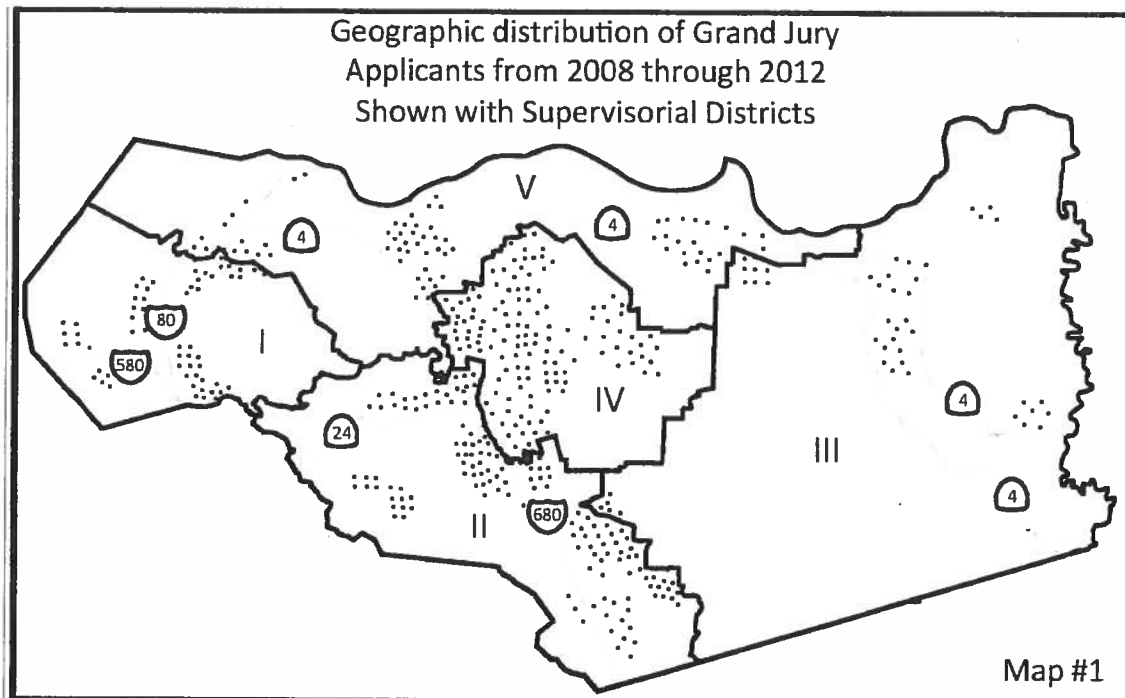 Geographic distribution of Grand Jury
Applicants from 2008 through 2012
Shown with Supervisorial Districts
V
4
4
80
I
580
IV
4
24
III
4
II
680
Map #1